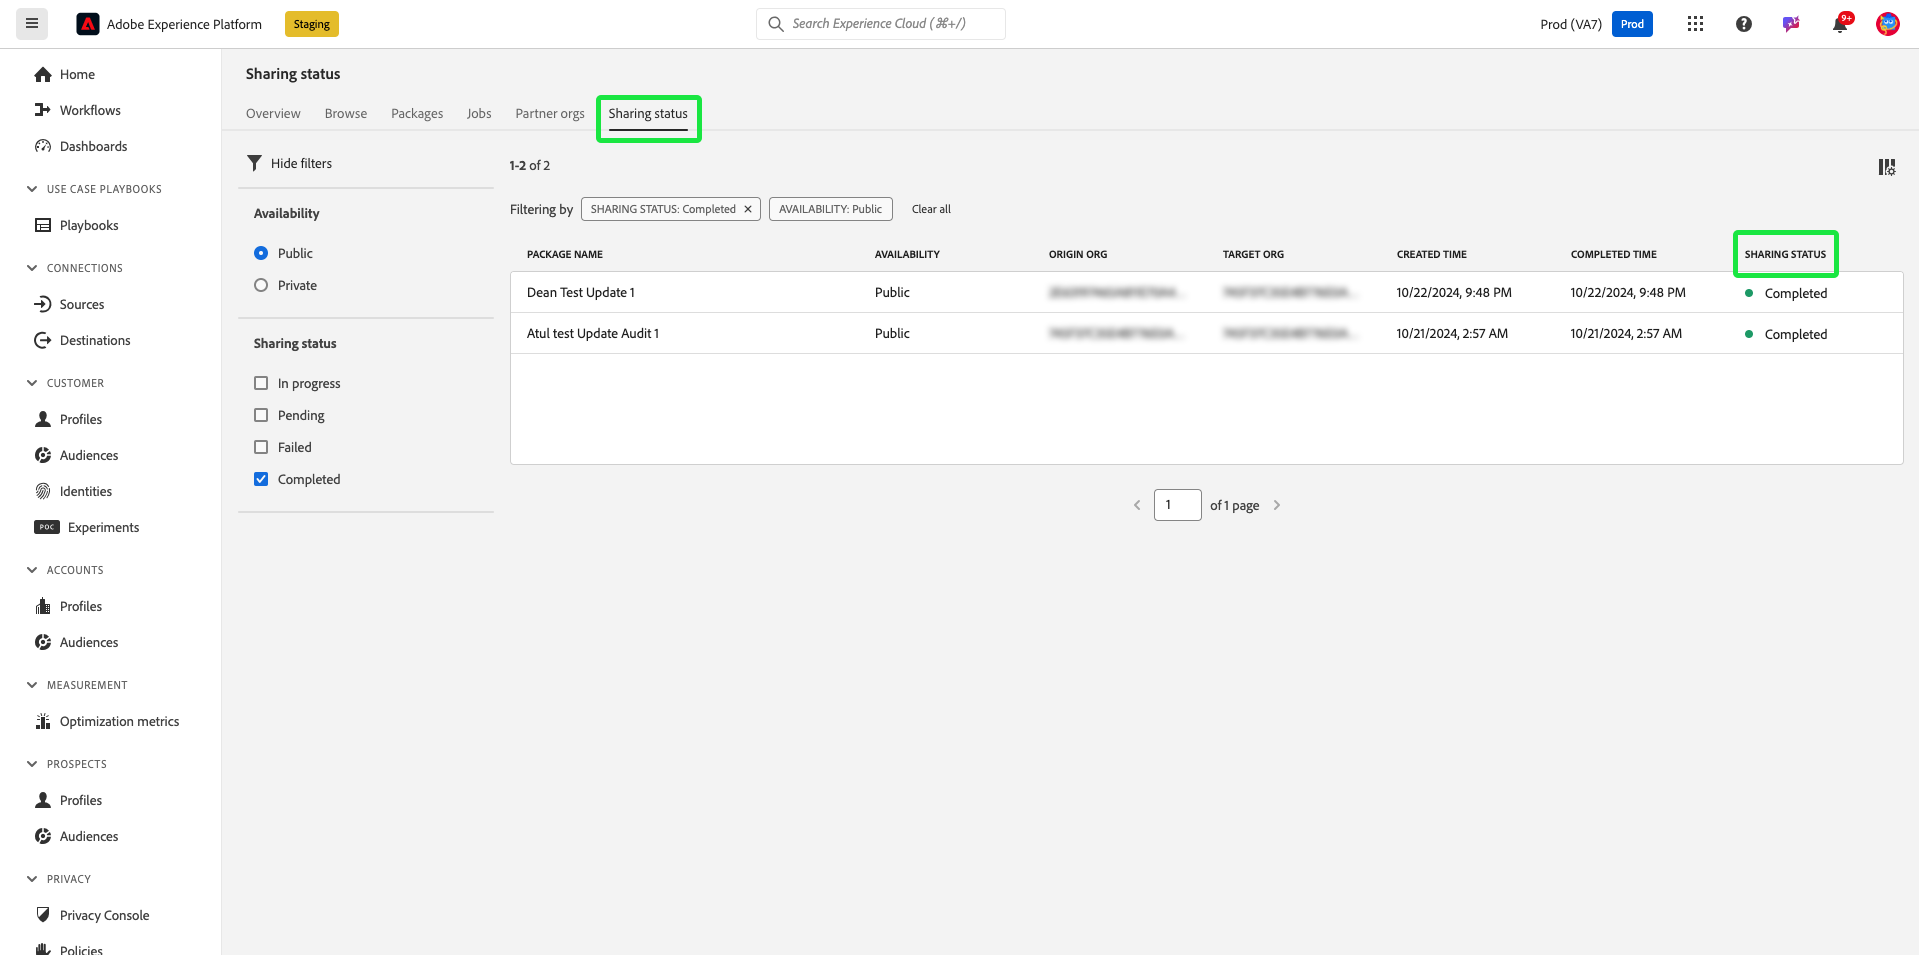 Adobe Experience Platform
Staging
Search Experience Cloud (⌘+/)
Prod (VA7)
Prod
9+
Home
Workflows
Dashboards
USE CASE PLAYBOOKS
Playbooks
CONNECTIONS
Sources
Destinations
CUSTOMER
Profiles
Audiences
Identities
POC Experiments
ACCOUNTS
Profiles
Audiences
MEASUREMENT
Optimization metrics
PROSPECTS
Profiles
Audiences
PRIVACY
Privacy Console
Policies
Sharing status
Overview Browse Packages Jobs Partner orgs Sharing status
Hide filters
Availability
Public
Private
Sharing status
In progress
Pending
Failed
Completed
1-2 of 2
Filtering by SHARING STATUS: Completed AVAILABILITY: Public Clear all
PACKAGE NAME AVAILABILITY ORIGIN ORG TARGET ORG CREATED TIME COMPLETED TIME SHARING STATUS
Dean Test Update 1 Public 10/22/2024, 9:48 PM 10/22/2024, 9:48 PM Completed
Atul test Update Audit 1 Public 10/21/2024, 2:57 AM 10/21/2024, 2:57 AM Completed
1 of 1 page